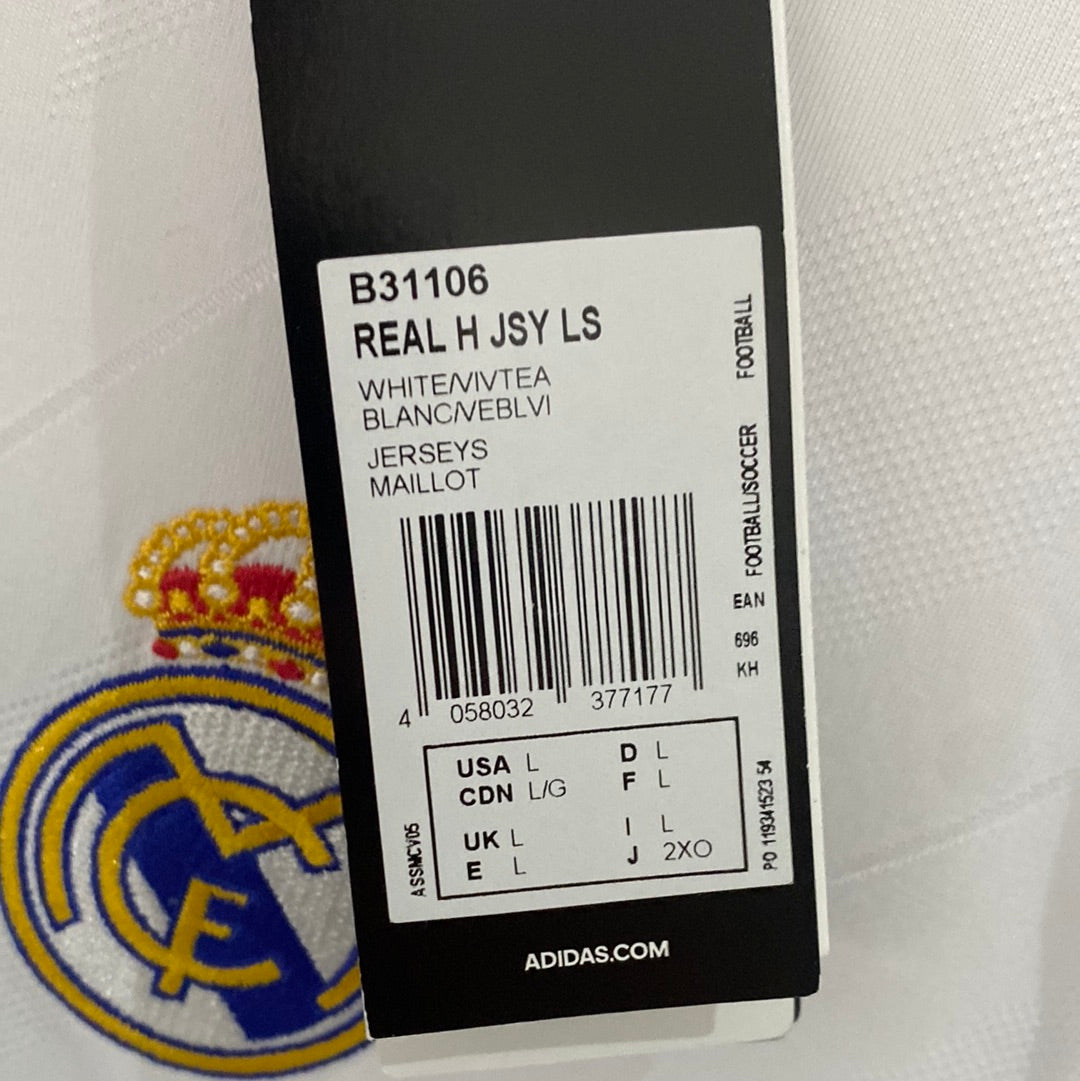 B31106
REAL H JSY LS
WHITE/VIVTEA
BLANC/VEBLVI
JERSEYS
MAILLOT
4 058032 377177
USA L
CDN L/G
UK L
E L
D L
F L
I L
J 2XO
FOOTBALL
FOOTBALL/SOCCER
EAN
696
KH
PO 119341523 54
ASSMCV05
ADIDAS.COM